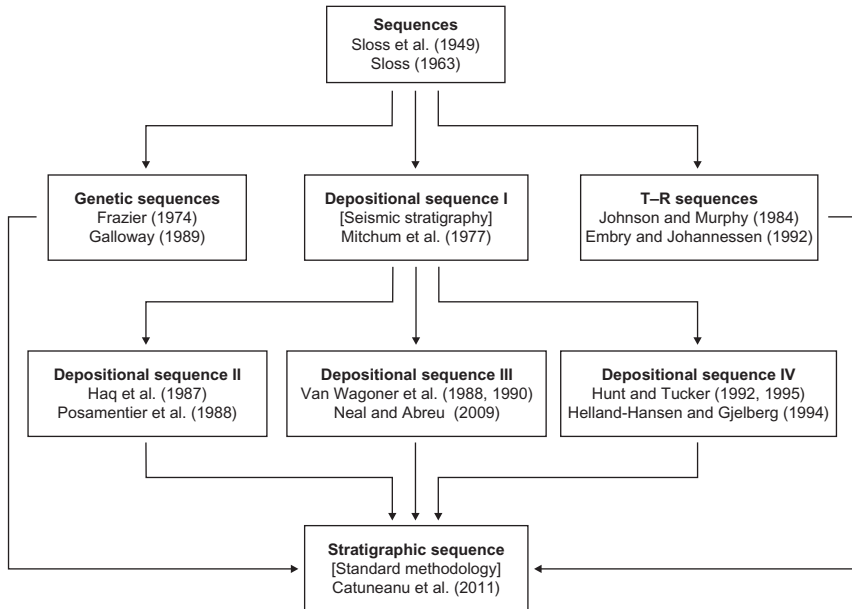 Sequences
Sloss et al. (1949)
Sloss (1963)
Genetic sequences
Frazier (1974)
Galloway (1989)
Depositional sequence I
[Seismic stratigraphy]
Mitchum et al. (1977)
T–R sequences
Johnson and Murphy (1984)
Embry and Johannessen (1992)
Depositional sequence II
Haq et al. (1987)
Posamentier et al. (1988)
Depositional sequence III
Van Wagoner et al. (1988, 1990)
Neal and Abreu (2009)
Depositional sequence IV
Hunt and Tucker (1992, 1995)
Helland-Hansen and Gjelberg (1994)
Stratigraphic sequence
[Standard methodology]
Catuneanu et al. (2011)